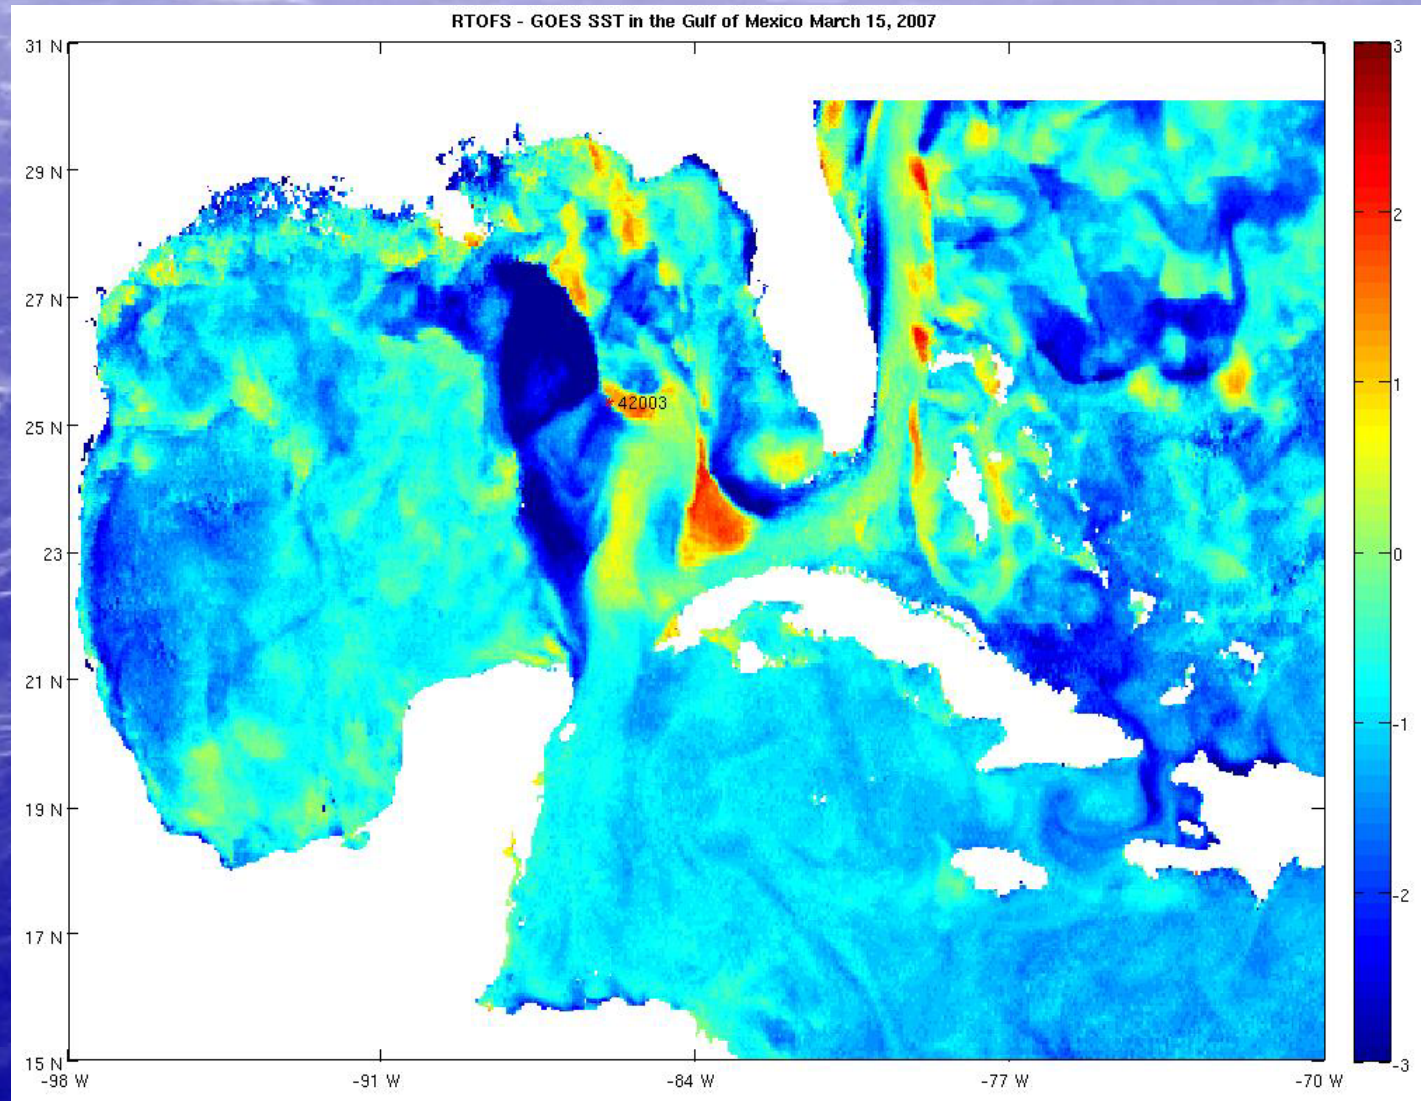 RTOFS - GOES SST in the Gulf of Mexico March 15, 2007
31 N
29 N
27 N
25 N
23
21 N
19 N
17 N
15 N
-98 W
-91 W
-84 W
-77 W
-70 W
* 42003
3
2
1
0
-1
-2
-3